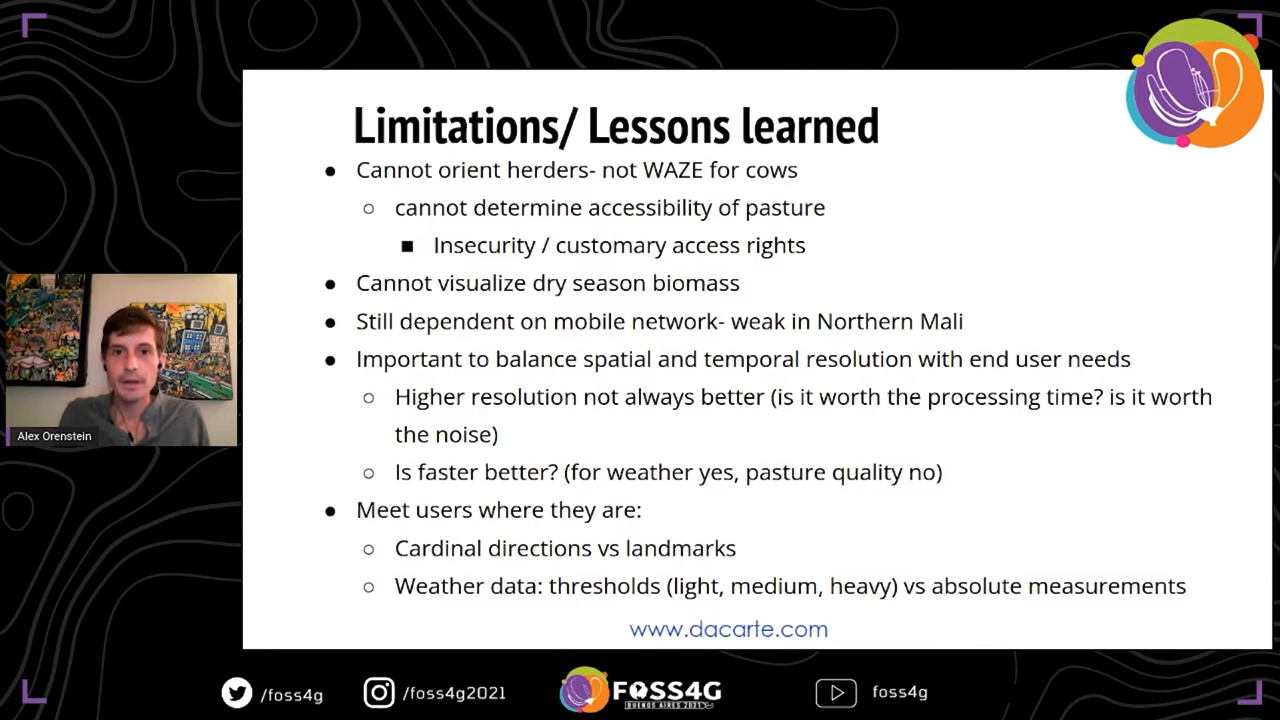 Limitations/ Lessons learned
● Cannot orient herders- not WAZE for cows
○ cannot determine accessibility of pasture
■ Insecurity / customary access rights
● Cannot visualize dry season biomass
● Still dependent on mobile network- weak in Northern Mali
● Important to balance spatial and temporal resolution with end user needs
○ Higher resolution not always better (is it worth the processing time? is it worth
the noise)
○ Is faster better? (for weather yes, pasture quality no)
● Meet users where they are:
○ Cardinal directions vs landmarks
○ Weather data: thresholds (light, medium, heavy) vs absolute measurements
www.dacarte.com
Alex Orenstein
/foss4g
/foss4g2021
FOSS4G
BUENOS AIRES 2021
foss4g